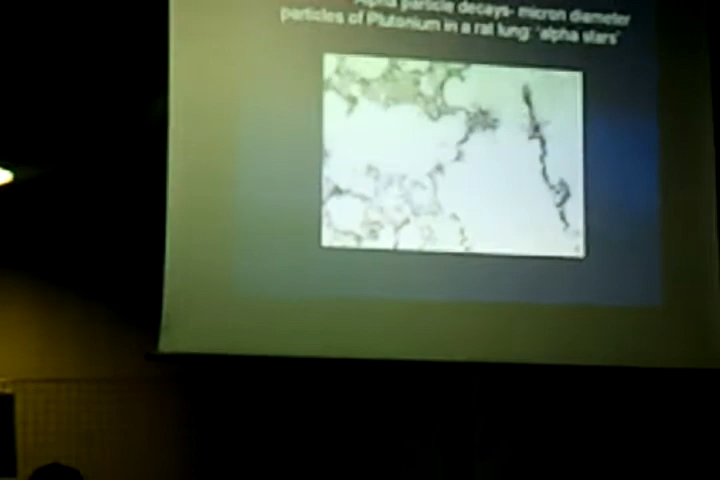 Alpha particle decays- micron diameter
particles of Plutonium in a rat lung: 'alpha stars'